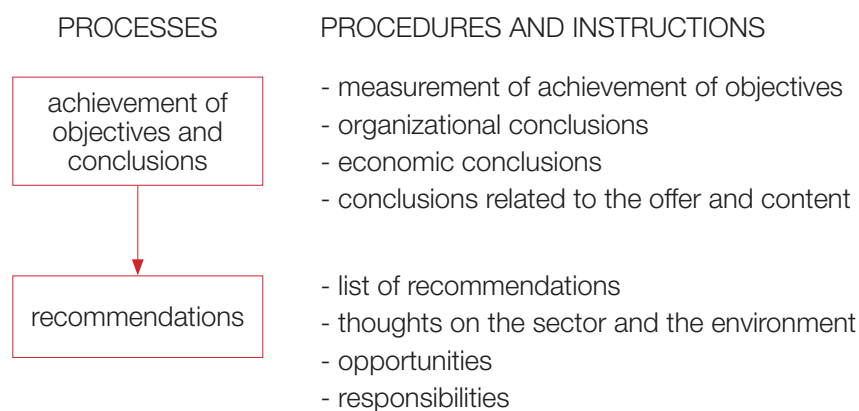 PROCESSES
PROCEDURES AND INSTRUCTIONS
achievement of
objectives and
conclusions
- measurement of achievement of objectives
- organizational conclusions
- economic conclusions
- conclusions related to the offer and content
recommendations
- list of recommendations
- thoughts on the sector and the environment
- opportunities
- responsibilities